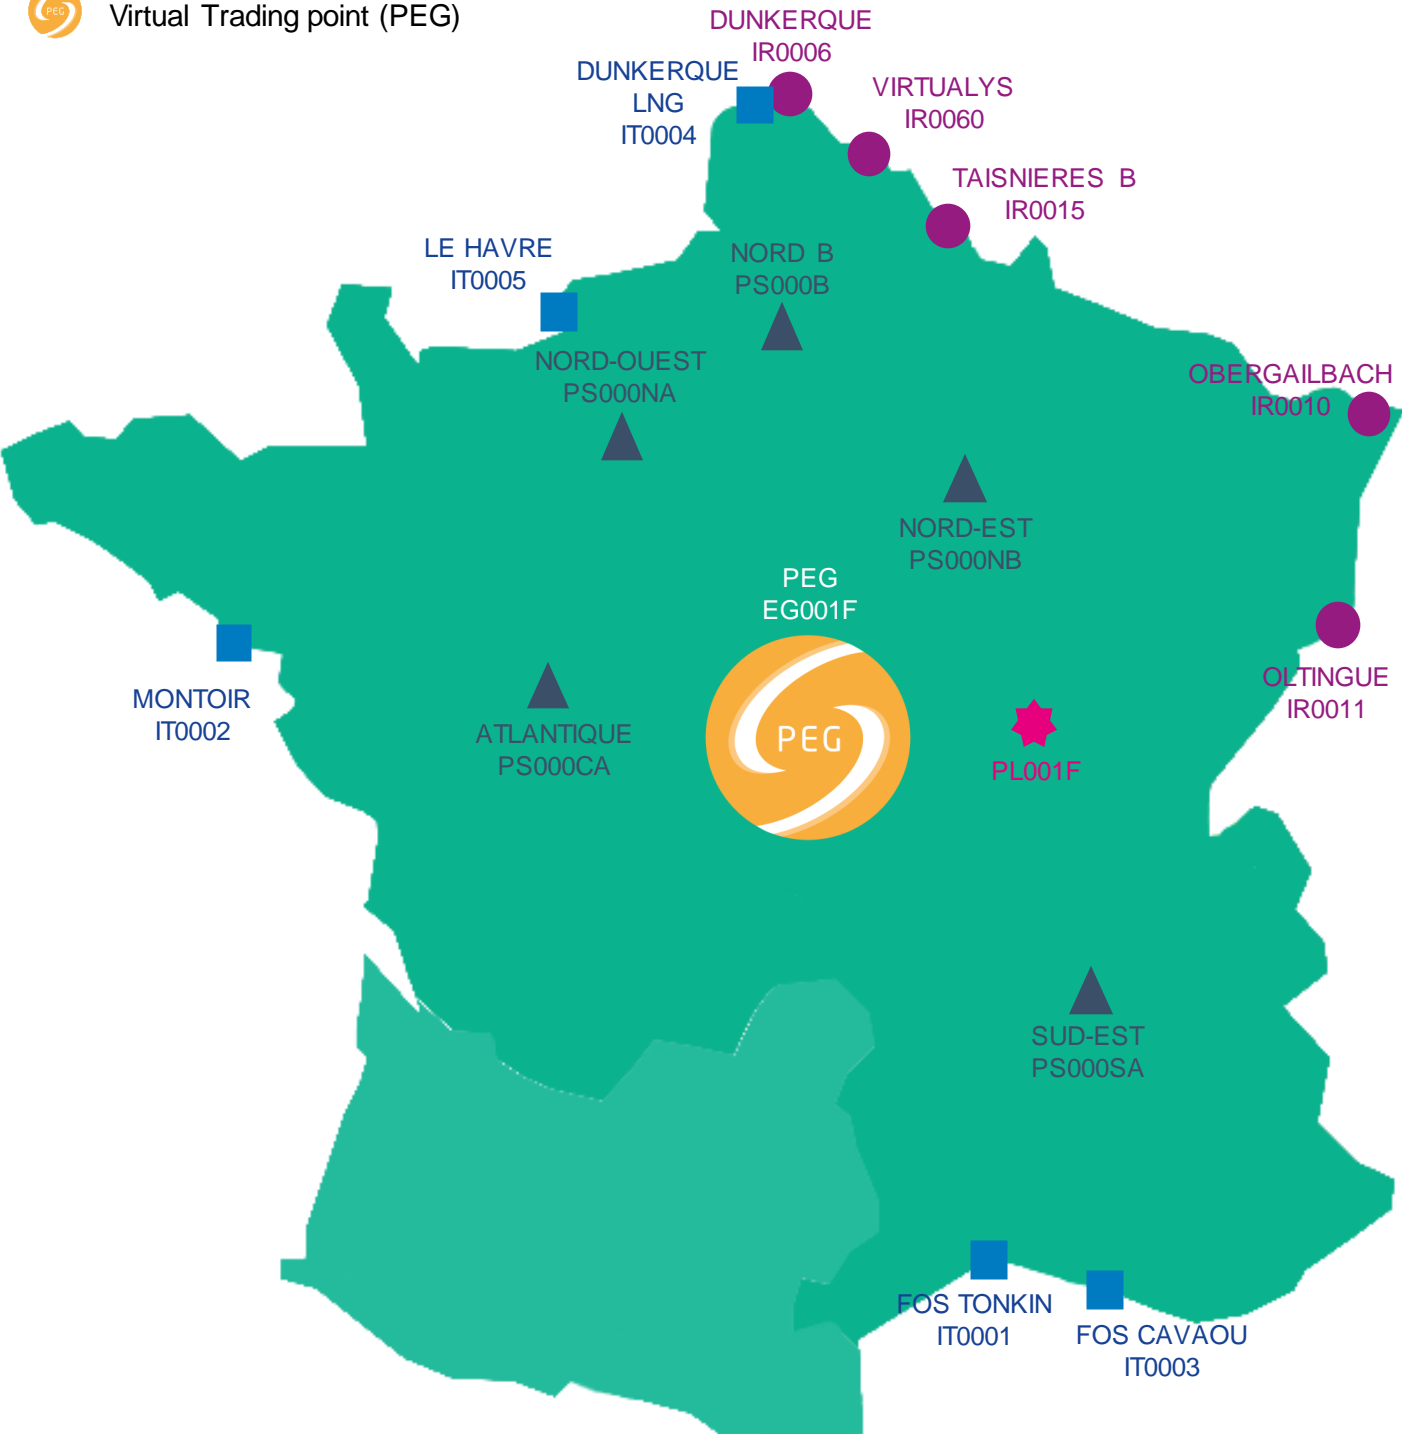 PEG
Virtual Trading point (PEG)
DUNKERQUE
IR0006
DUNKERQUE
LNG
IT0004
VIRTUALYS
IR0060
TAISNIERES B
IR0015
LE HAVRE
IT0005
NORD B
PS000B
NORD-OUEST
PS000NA
OBERGAILBACH
IR0010
NORD-EST
PS000NB
PEG
EG001F
PEG
OLTINGUE
IR0011
MONTOIR
IT0002
ATLANTIQUE
PS000CA
PL001F
SUD-EST
PS000SA
FOS TONKIN
IT0001
FOS CAVAOU
IT0003